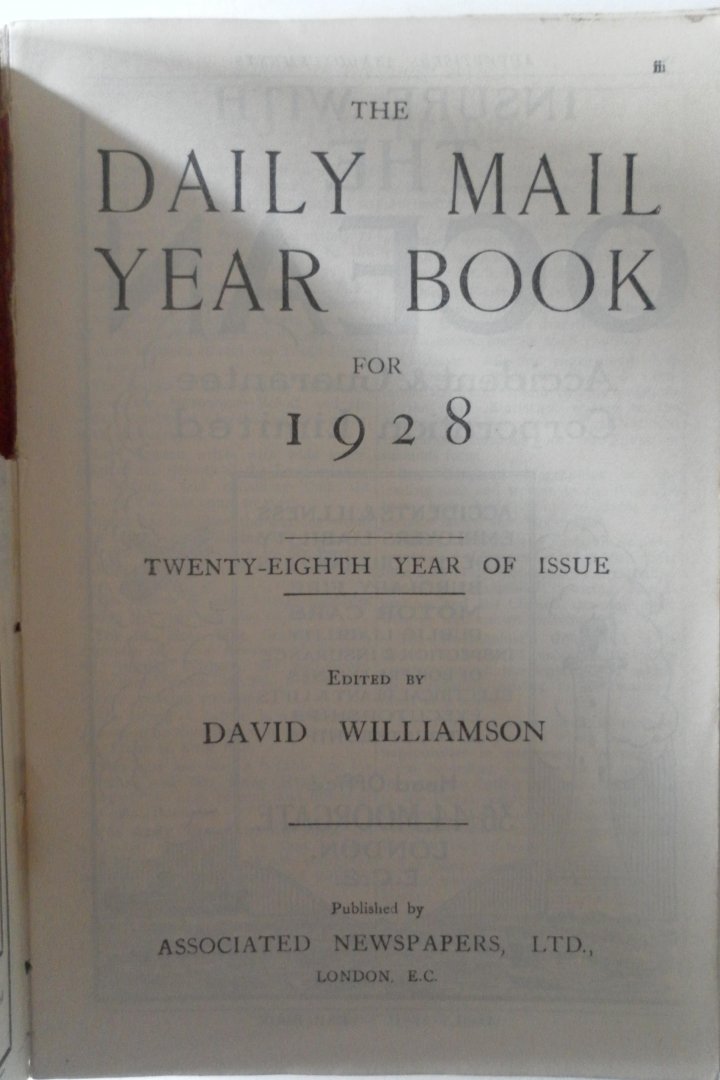 iii
THE
DAILY MAIL
YEAR BOOK
FOR
1928
TWENTY-EIGHTH YEAR OF ISSUE
EDITED BY
DAVID WILLIAMSON
Published by
ASSOCIATED NEWSPAPERS, LTD.,
LONDON, E.C.